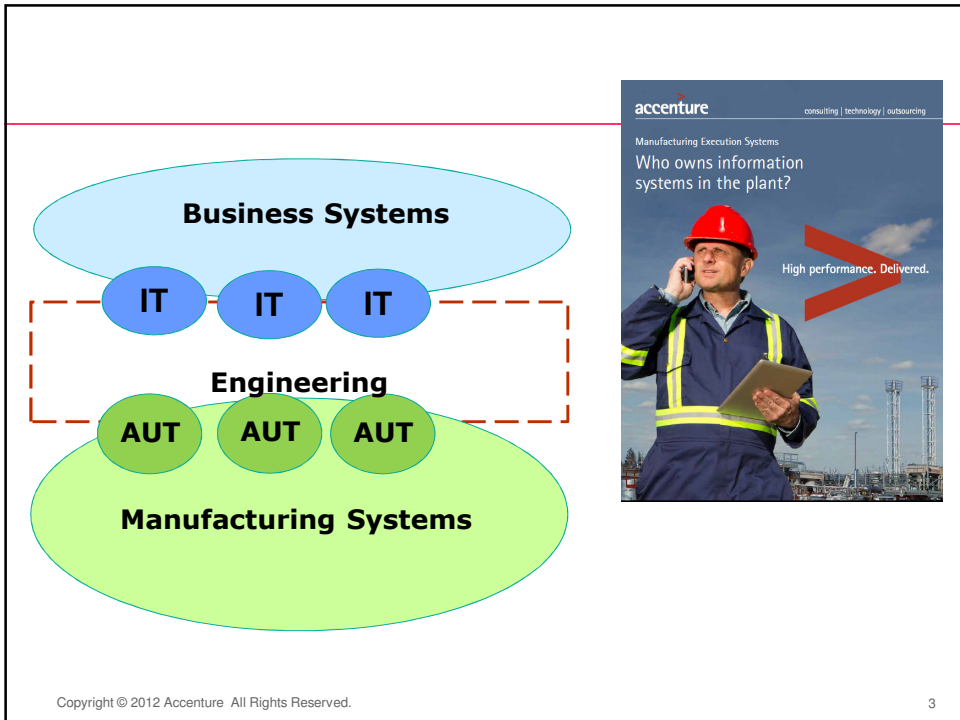 Business Systems
IT
IT
IT
Engineering
AUT
AUT
AUT
Manufacturing Systems
accenture
consulting | technology | outsourcing
Manufacturing Execution Systems
Who owns information
systems in the plant?
High performance. Delivered.
Copyright © 2012 Accenture All Rights Reserved.
3